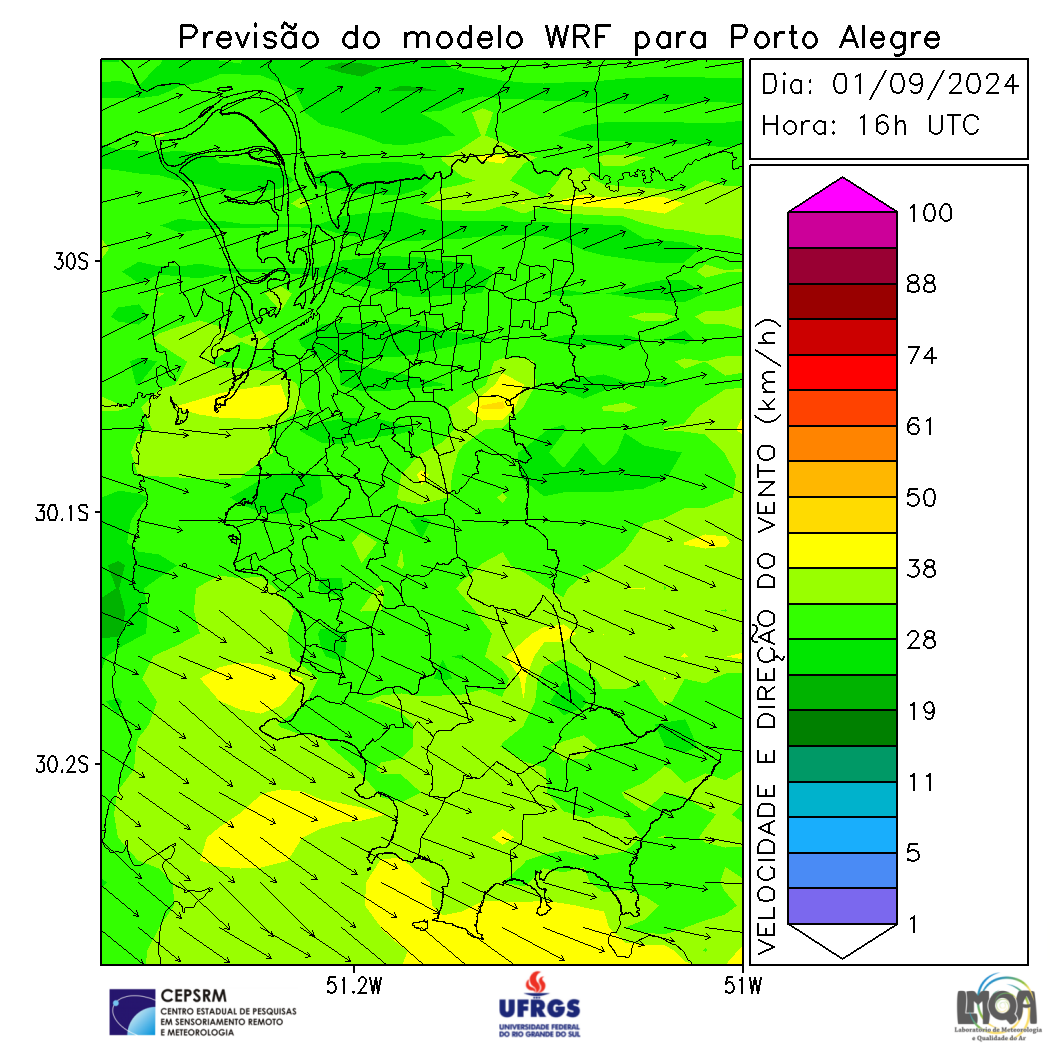 Previsão do modelo WRF para Porto Alegre
Dia: 01/09/2024
Hora: 16h UTC
30S
30.1S
30.2S
51.2W
51W
VELOCIDADE E DIREÇÃO DO VENTO (km/h)
100
88
74
61
50
38
28
19
11
5
1
CEPSRM
CENTRO ESTADUAL DE PESQUISAS
EM SENSORIAMENTO REMOTO
E METEOROLOGIA
UFRGS
UNIVERSIDADE FEDERAL
DO RIO GRANDE DO SUL
LMQA
Laboratório de Meteorologia
e Qualidade do Ar